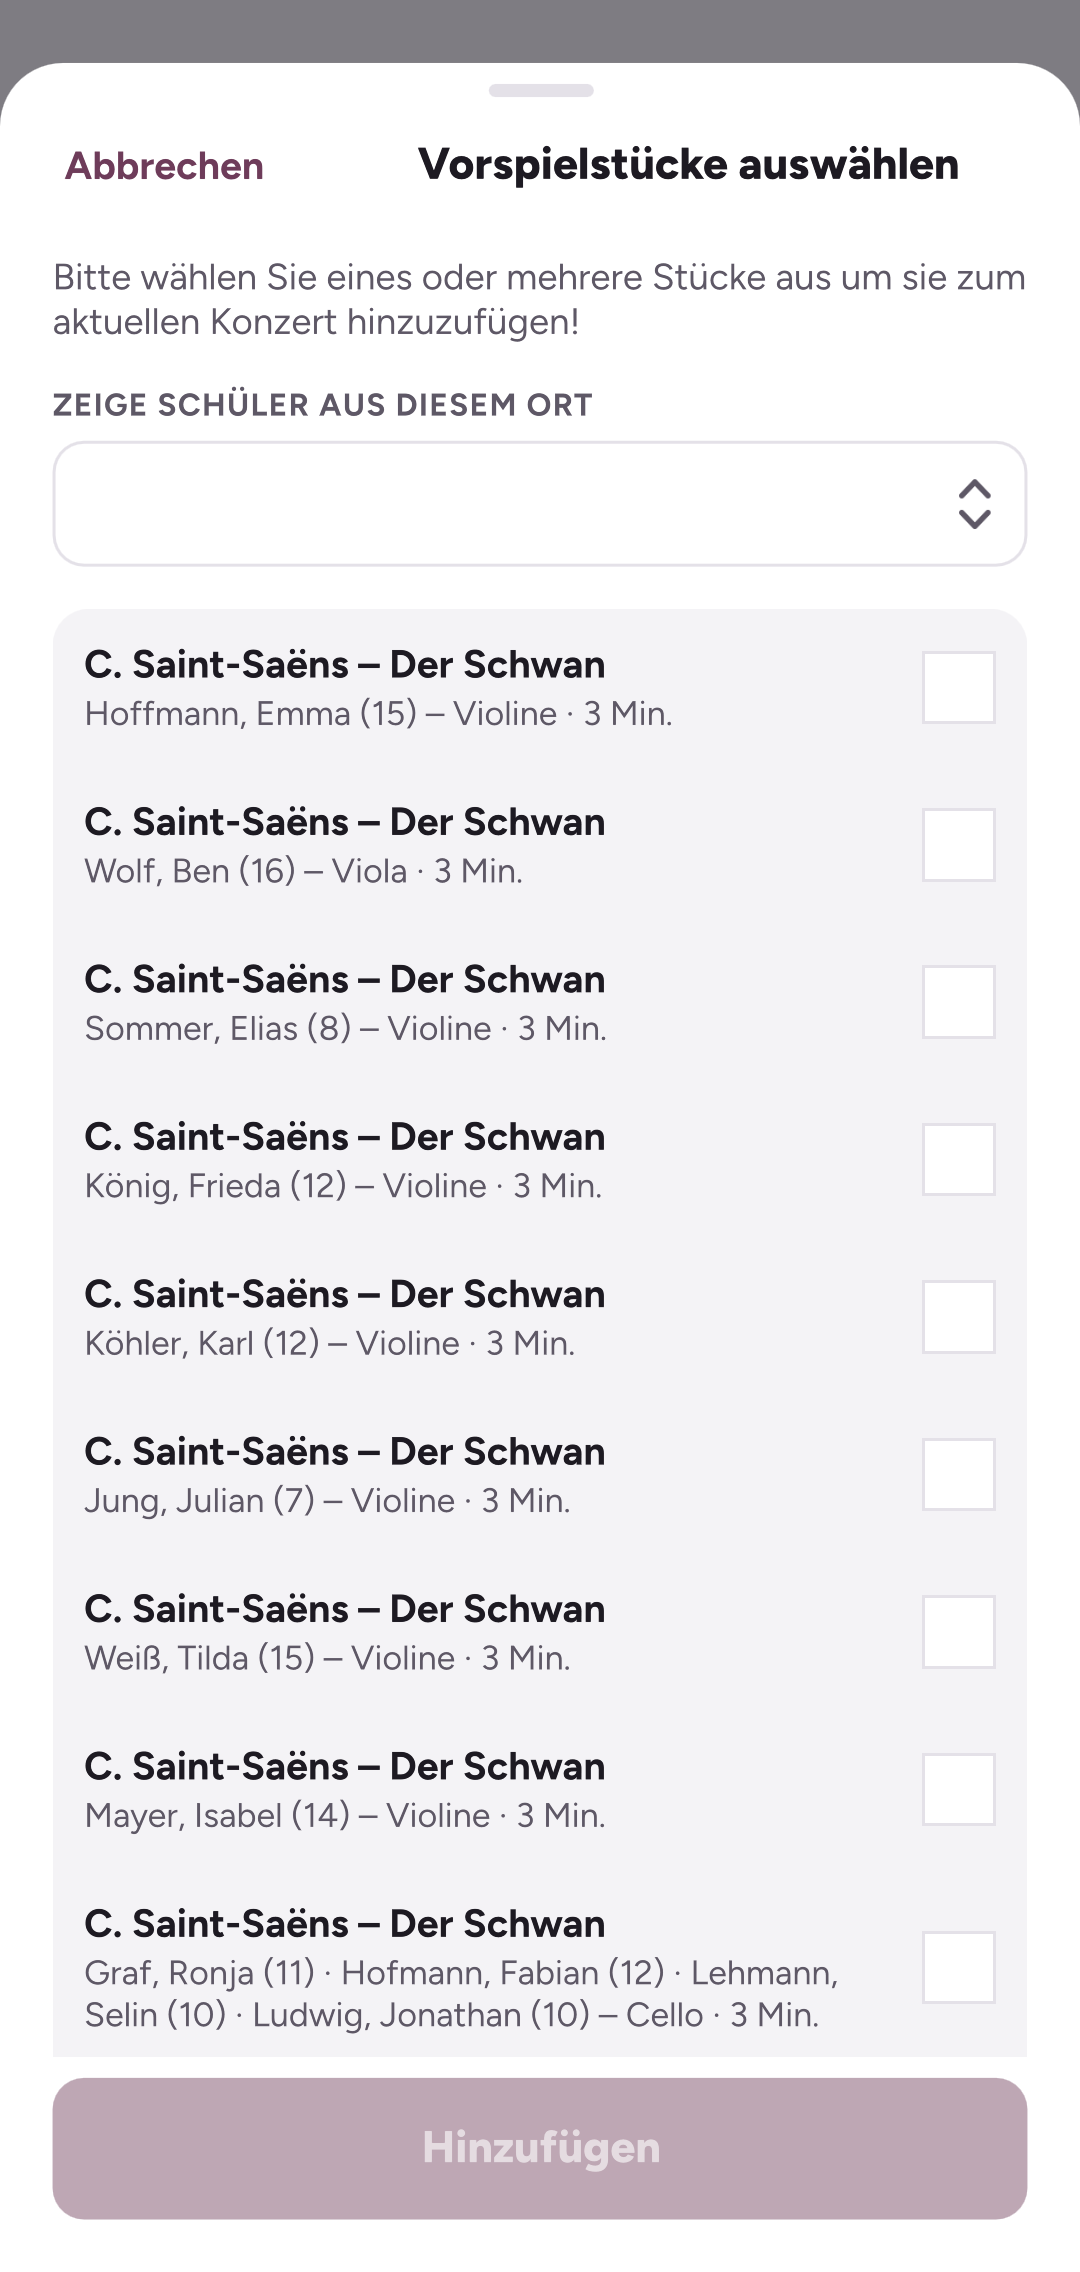 Abbrechen
Vorspielstücke auswählen
Bitte wählen Sie eines oder mehrere Stücke aus um sie zum
aktuellen Konzert hinzuzufügen!
ZEIGE SCHÜLER AUS DIESEM ORT
C. Saint-Saëns – Der Schwan
Hoffmann, Emma (15) – Violine · 3 Min.
C. Saint-Saëns – Der Schwan
Wolf, Ben (16) – Viola · 3 Min.
C. Saint-Saëns – Der Schwan
Sommer, Elias (8) – Violine · 3 Min.
C. Saint-Saëns – Der Schwan
König, Frieda (12) – Violine · 3 Min.
C. Saint-Saëns – Der Schwan
Köhler, Karl (12) – Violine · 3 Min.
C. Saint-Saëns – Der Schwan
Jung, Julian (7) – Violine · 3 Min.
C. Saint-Saëns – Der Schwan
Weiß, Tilda (15) – Violine · 3 Min.
C. Saint-Saëns – Der Schwan
Mayer, Isabel (14) – Violine · 3 Min.
C. Saint-Saëns – Der Schwan
Graf, Ronja (11) · Hofmann, Fabian (12) · Lehmann,
Selin (10) · Ludwig, Jonathan (10) – Cello · 3 Min.
Hinzufügen